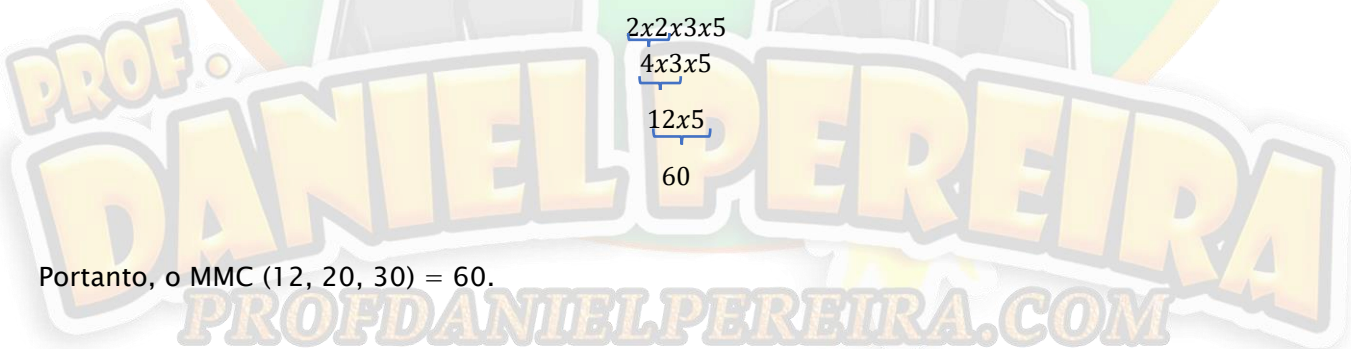 2x2x3x5
4x3x5
12x5
60
PROF.
DANIEL PEREIRA
Portanto, o MMC (12, 20, 30) = 60.
PROFDANIELPEREIRA.COM